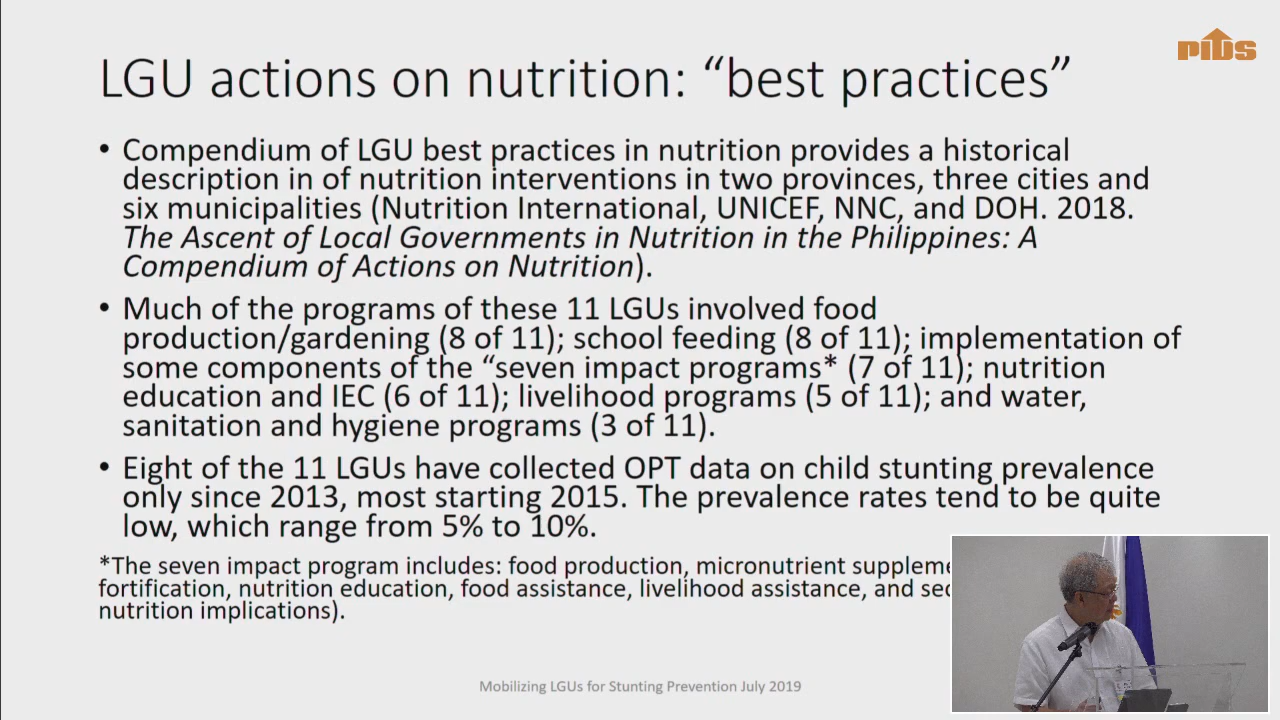 PIDS
LGU actions on nutrition: “best practices”
• Compendium of LGU best practices in nutrition provides a historical
description in of nutrition interventions in two provinces, three cities and
six municipalities (Nutrition International, UNICEF, NNC, and DOH. 2018.
The Ascent of Local Governments in Nutrition in the Philippines: A
Compendium of Actions on Nutrition).
• Much of the programs of these 11 LGUs involved food
production/gardening (8 of 11); school feeding (8 of 11); implementation of
some components of the “seven impact programs* (7 of 11); nutrition
education and IEC (6 of 11); livelihood programs (5 of 11); and water,
sanitation and hygiene programs (3 of 11).
• Eight of the 11 LGUs have collected OPT data on child stunting prevalence
only since 2013, most starting 2015. The prevalence rates tend to be quite
low, which range from 5% to 10%.
*The seven impact program includes: food production, micronutrient suppleme
fortification, nutrition education, food assistance, livelihood assistance, and sec
nutrition implications).
Mobilizing LGUs for Stunting Prevention July 2019